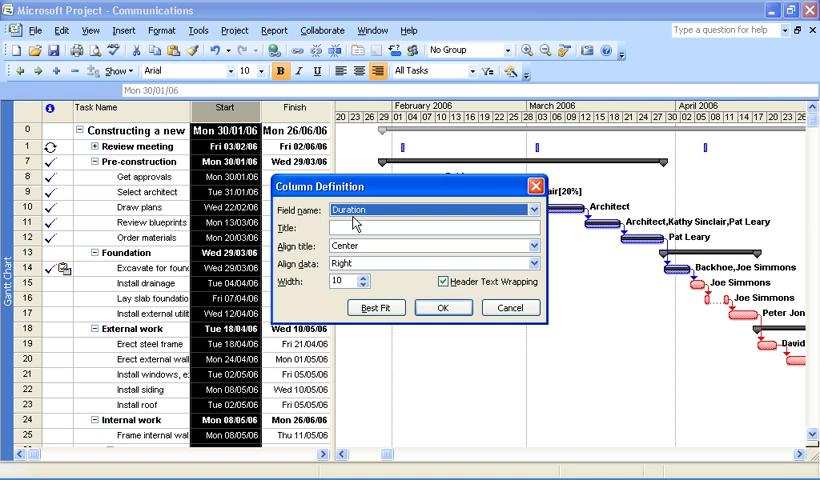 Microsoft Project - Communications
File Edit View Insert Format Tools Project Report Collaborate Window Help
Type a question for help
No Group
Show Arial 10 B I U All Tasks
Mon 30/01/06
Task Name Start Finish
February 2006 March 2006 April 2006
20 23 26 29 01 04 07 10 13 16 19 22 25 28 03 06 09 12 15 18 21 24 27 30 02 05 08 11 14 17 20 23 26
0 Constructing a new Mon 30/01/06 Mon 26/06/06
1 Review meeting Fri 03/02/06 Fri 02/06/06
7 Pre-construction Mon 30/01/06 Wed 29/03/06
8 Get approvals Mon 30/01/06
9 Select architect Tue 31/01/06
10 Draw plans Wed 22/02/06
11 Review blueprints Mon 13/03/06
12 Order materials Mon 20/03/06
13 Foundation Wed 29/03/06
14 Excavate for found Wed 29/03/06
15 Install drainage Tue 04/04/06
16 Lay slab foundatio Fri 07/04/06
17 Install external utili Wed 12/04/06
18 External work Tue 18/04/06 Wed 10/05/06
19 Erect steel frame Tue 18/04/06 Fri 21/04/06
20 Erect external wall Mon 24/04/06 Mon 01/05/06
21 Install windows, e Tue 02/05/06 Fri 05/05/06
22 Install siding Mon 08/05/06 Wed 10/05/06
23 Install roof Tue 02/05/06 Fri 05/05/06
24 Internal work Mon 08/05/06 Mon 26/06/06
25 Frame internal wal Mon 08/05/06 Thu 11/05/06
Gantt Chart
Column Definition
Field name: Duration
Title:
Align title: Center
Align data: Right
Width: 10 Header Text Wrapping
Best Fit OK Cancel
lair[20%]
Architect
Architect,Kathy Sinclair,Pat Leary
Pat Leary
Backhoe,Joe Simmons
Joe Simmons
Joe Simmons
Peter Jon
David